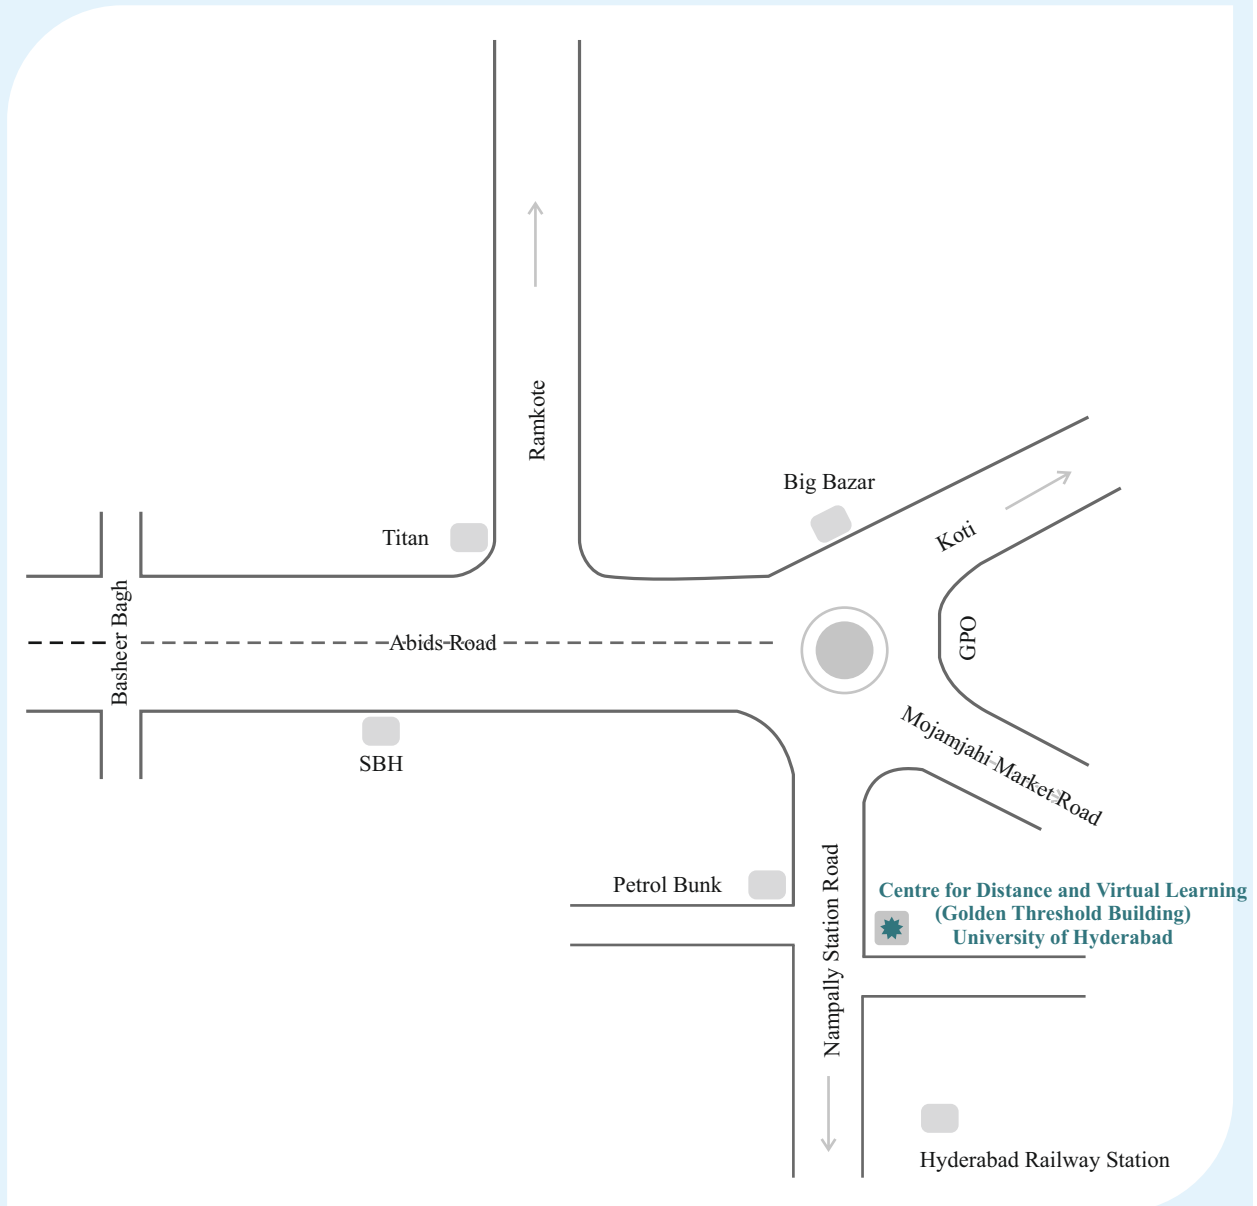 Ramkote
Big Bazar
Titan
Koti
Basheer Bagh
Abids Road
GPO
Mojamjahi Market Road
SBH
Petrol Bunk
Nampally Station Road
Centre for Distance and Virtual Learning
(Golden Threshold Building)
University of Hyderabad
Hyderabad Railway Station